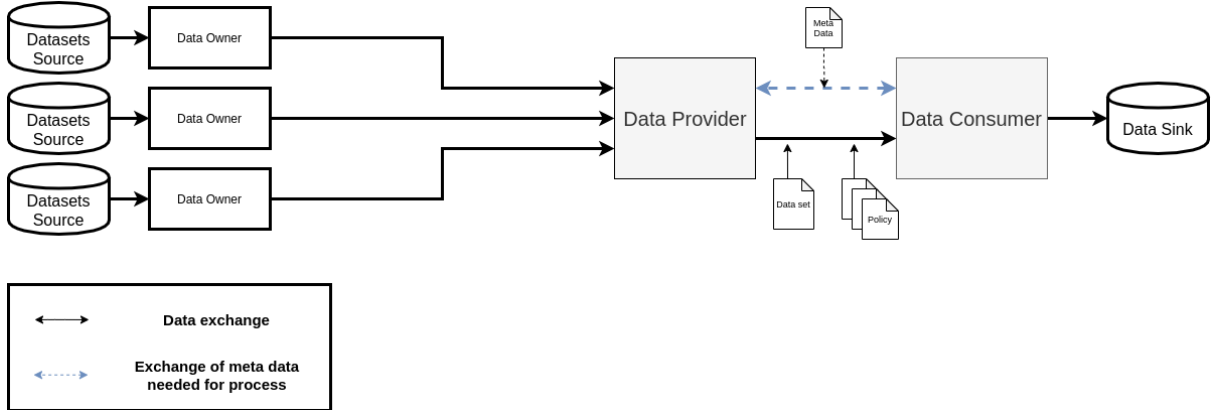 Datasets
Source
Data Owner
Datasets
Source
Data Owner
Datasets
Source
Data Owner
Data Provider
Meta
Data
Data Consumer
Data Sink
Data set
Policy
Data exchange
Exchange of meta data
needed for process